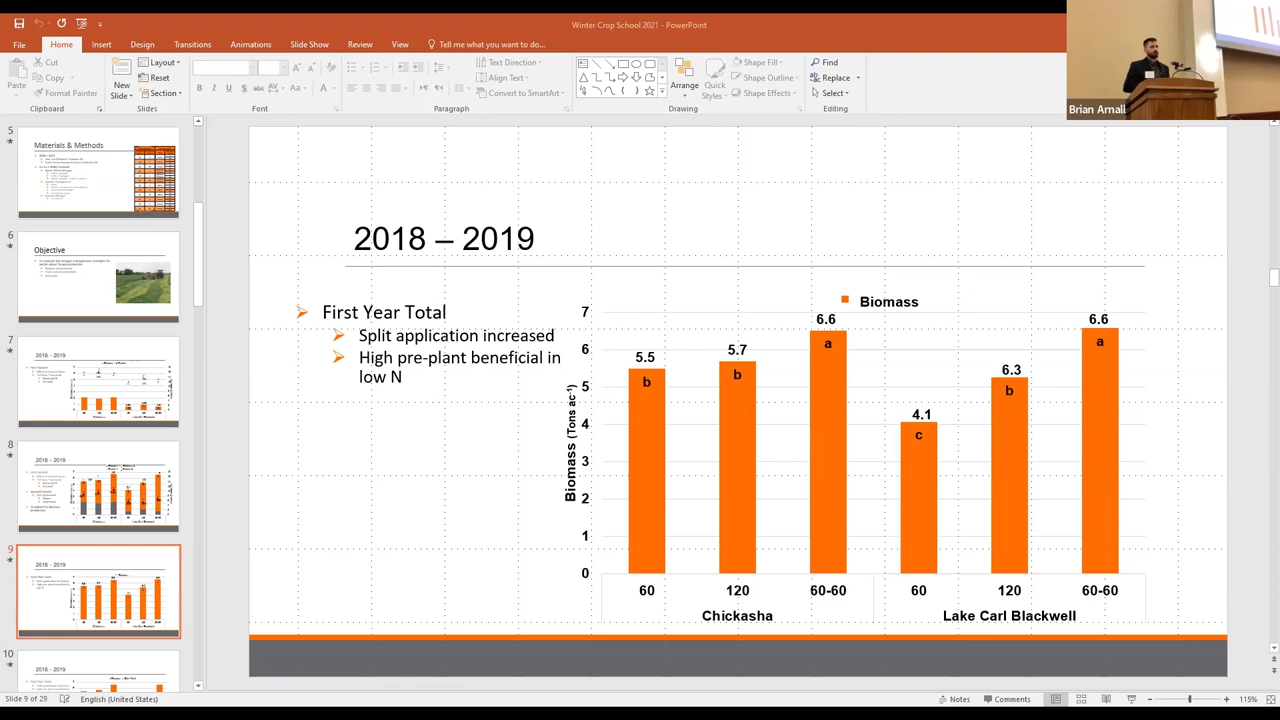 Winter Crop School 2021 - PowerPoint
File Home Insert Design Transitions Animations Slide Show Review View Tell me what you want to do...
Paste
Cut
Copy
Format Painter
Clipboard
New Slide
Layout
Reset
Section
Slides
Font
Text Direction
Align Text
Convert to SmartArt
Paragraph
Arrange
Quick Styles
Shape Fill
Shape Outline
Shape Effects
Drawing
Find
Replace
Select
Editing
Brian Arnall
5
Materials & Methods
6
Objective
7
2018 – 2019
8
2018 – 2019
9
2018 – 2019
10
2018 – 2019
2018 – 2019
First Year Total
Split application increased
High pre-plant beneficial in
low N
Biomass
Biomass (Tons ac⁻¹)
7
6
5
4
3
2
1
0
5.5
b
5.7
b
6.6
a
4.1
c
6.3
b
6.6
a
60 120 60-60 60 120 60-60
Chickasha Lake Carl Blackwell
Slide 9 of 29 English (United States) Notes Comments 115%